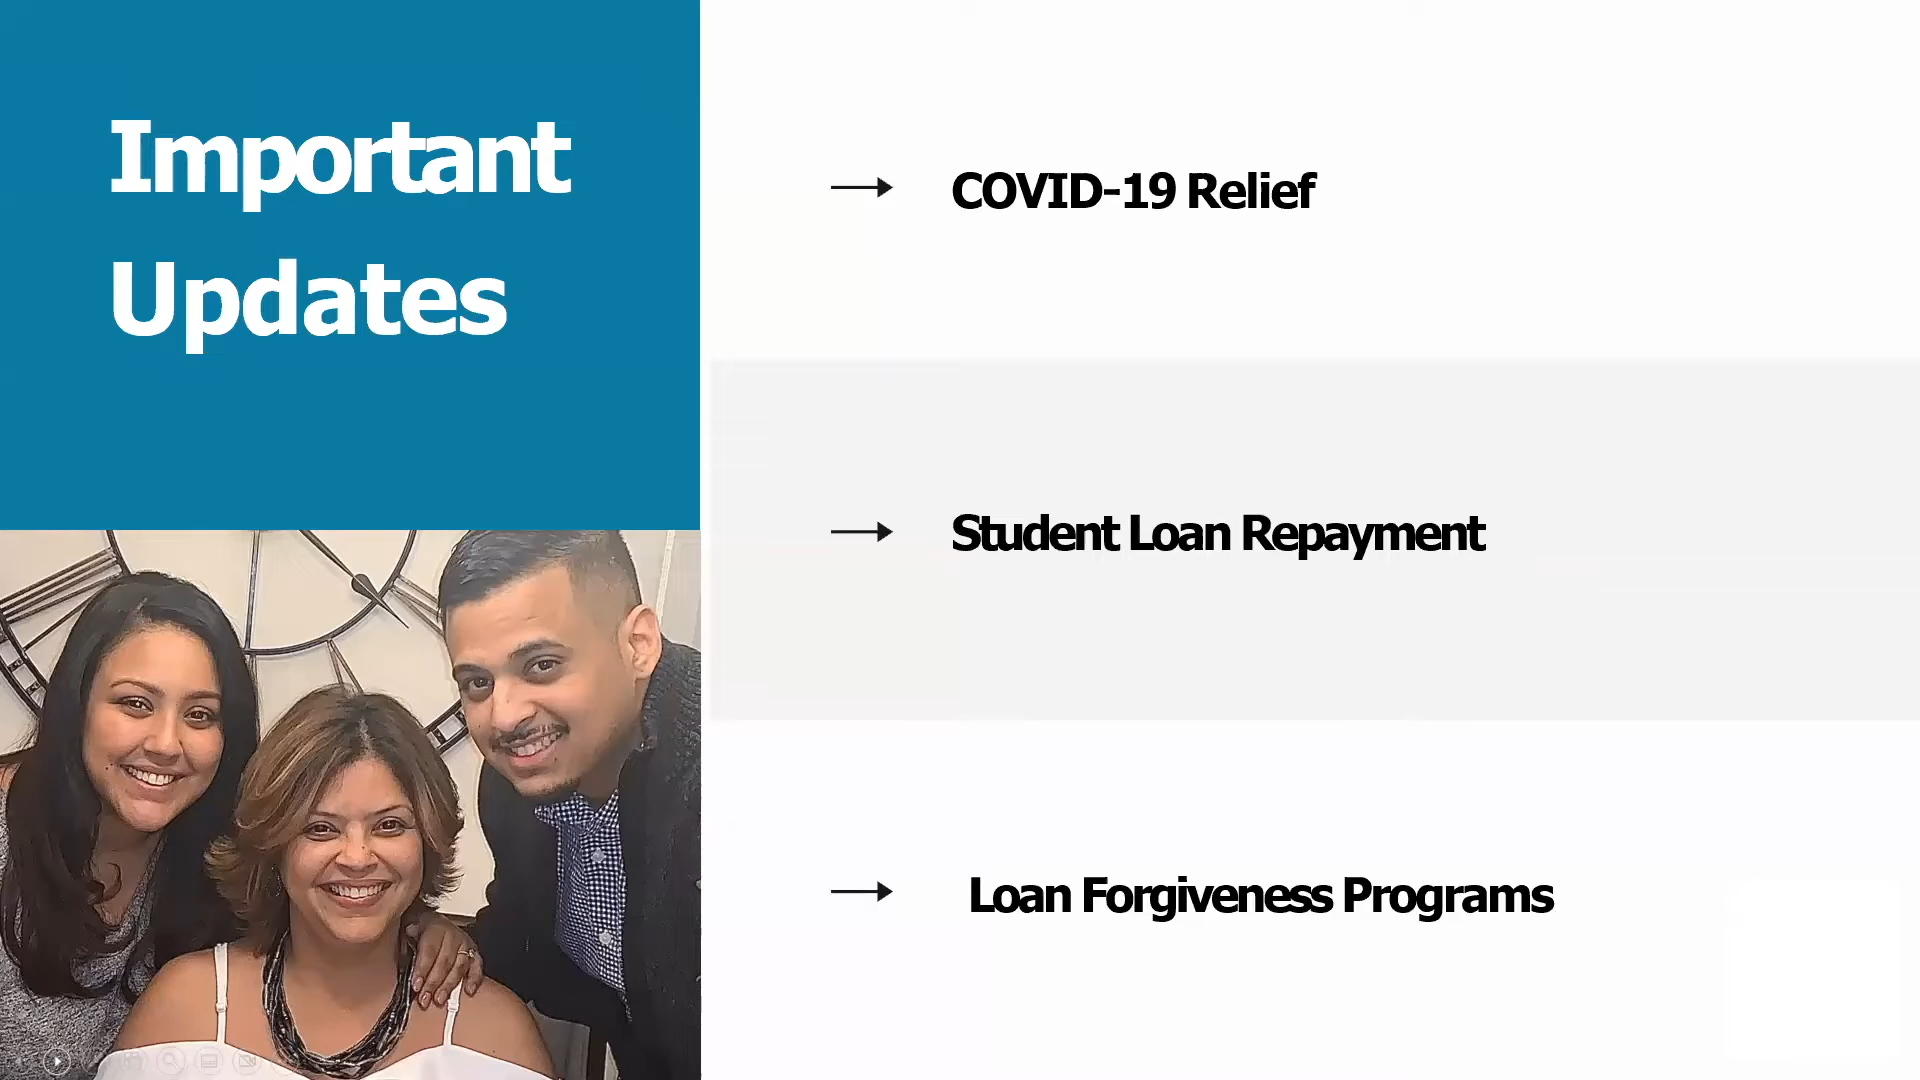 Important
Updates
COVID-19 Relief
Student Loan Repayment
Loan Forgiveness Programs